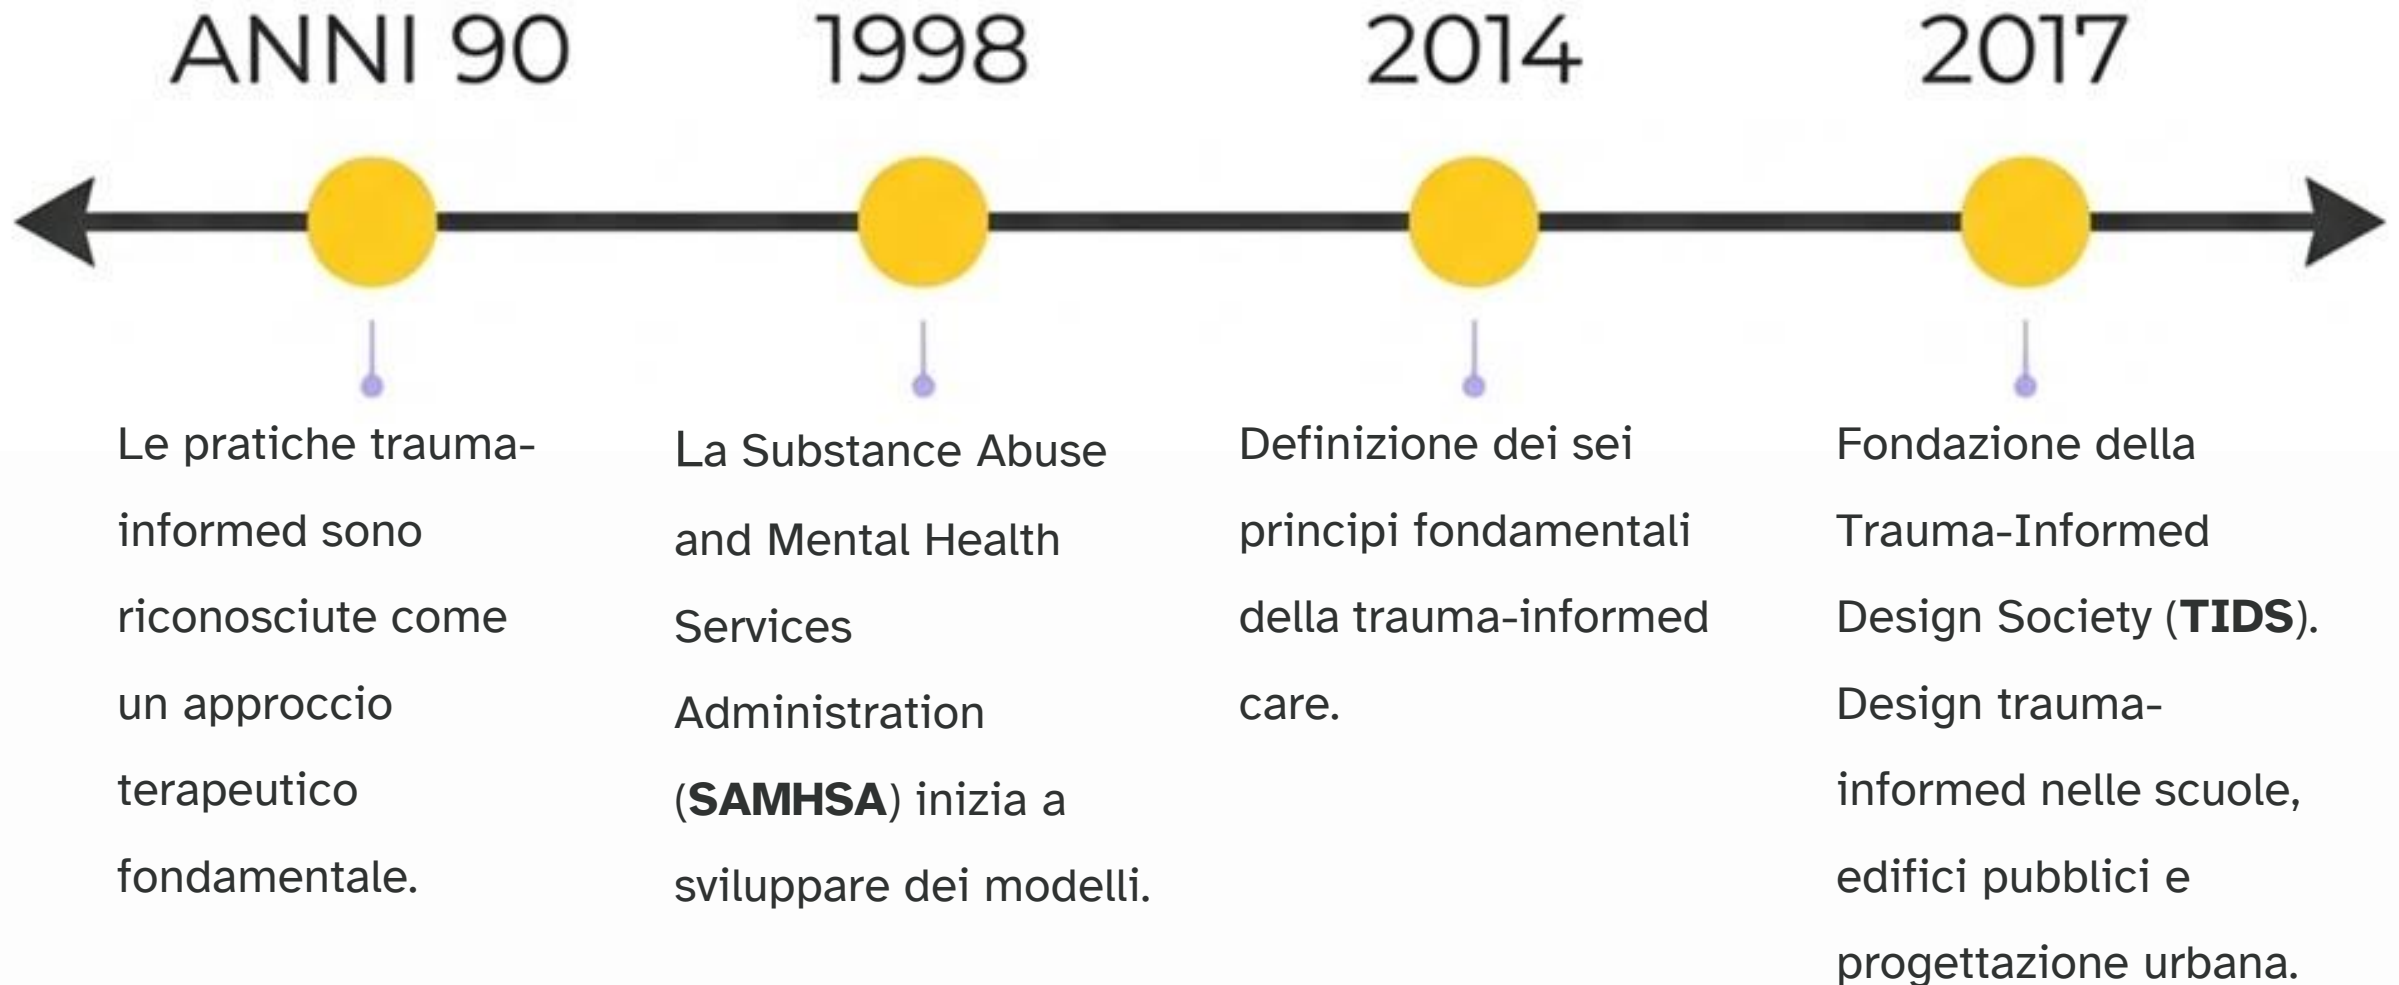 ANNI 90
1998
2014
2017
Le pratiche trauma-
informed sono
riconosciute come
un approccio
terapeutico
fondamentale.
La Substance Abuse
and Mental Health
Services
Administration
(SAMHSA) inizia a
sviluppare dei modelli.
Definizione dei sei
principi fondamentali
della trauma-informed
care.
Fondazione della
Trauma-Informed
Design Society (TIDS).
Design trauma-
informed nelle scuole,
edifici pubblici e
progettazione urbana.